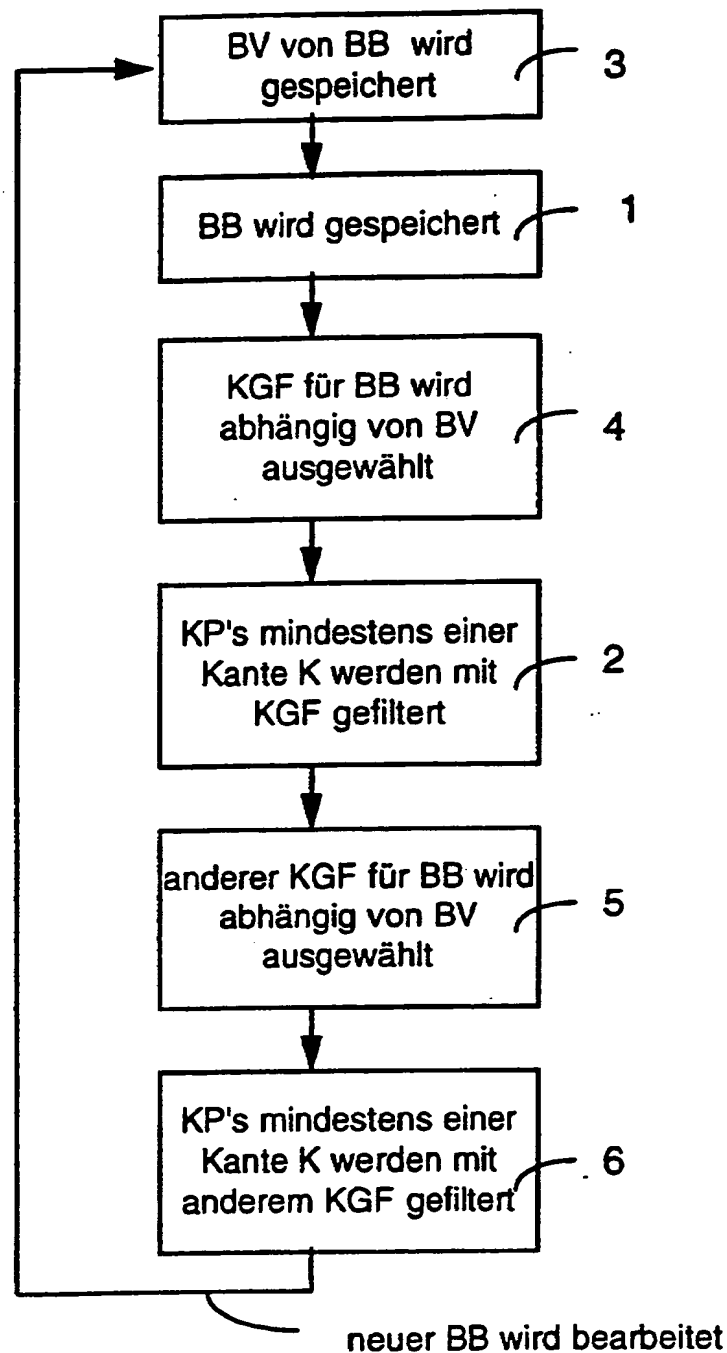 BV von BB wird
gespeichert
3
BB wird gespeichert
1
KGF für BB wird
abhängig von BV
ausgewählt
4
KP's mindestens einer
Kante K werden mit
KGF gefiltert
2
anderer KGF für BB wird
abhängig von BV
ausgewählt
5
KP's mindestens einer
Kante K werden mit
anderem KGF gefiltert
6
neuer BB wird bearbeitet